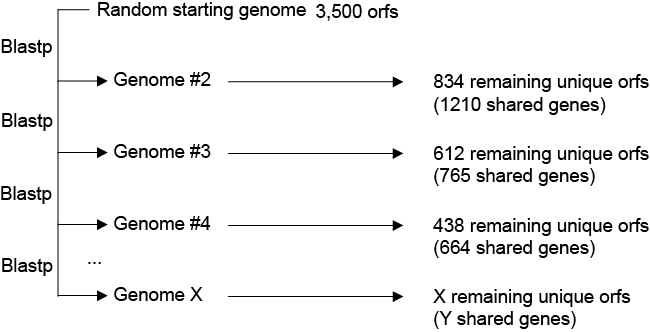 Random starting genome 3,500 orfs
Blastp
Genome #2
834 remaining unique orfs
(1210 shared genes)
Blastp
Genome #3
612 remaining unique orfs
(765 shared genes)
Blastp
Genome #4
438 remaining unique orfs
(664 shared genes)
Blastp
...
Genome X
X remaining unique orfs
(Y shared genes)